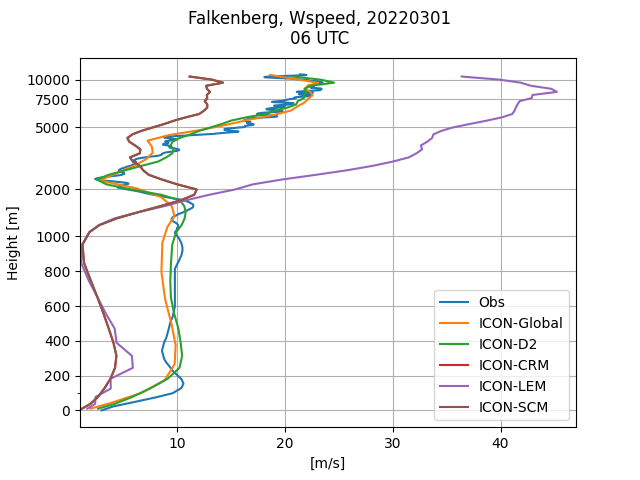 Falkenberg, Wspeed, 20220301
06 UTC
10000
7500
5000
2000
1000
800
600
400
200
0
Height [m]
10
20
30
40
[m/s]
Obs
ICON-Global
ICON-D2
ICON-CRM
ICON-LEM
ICON-SCM